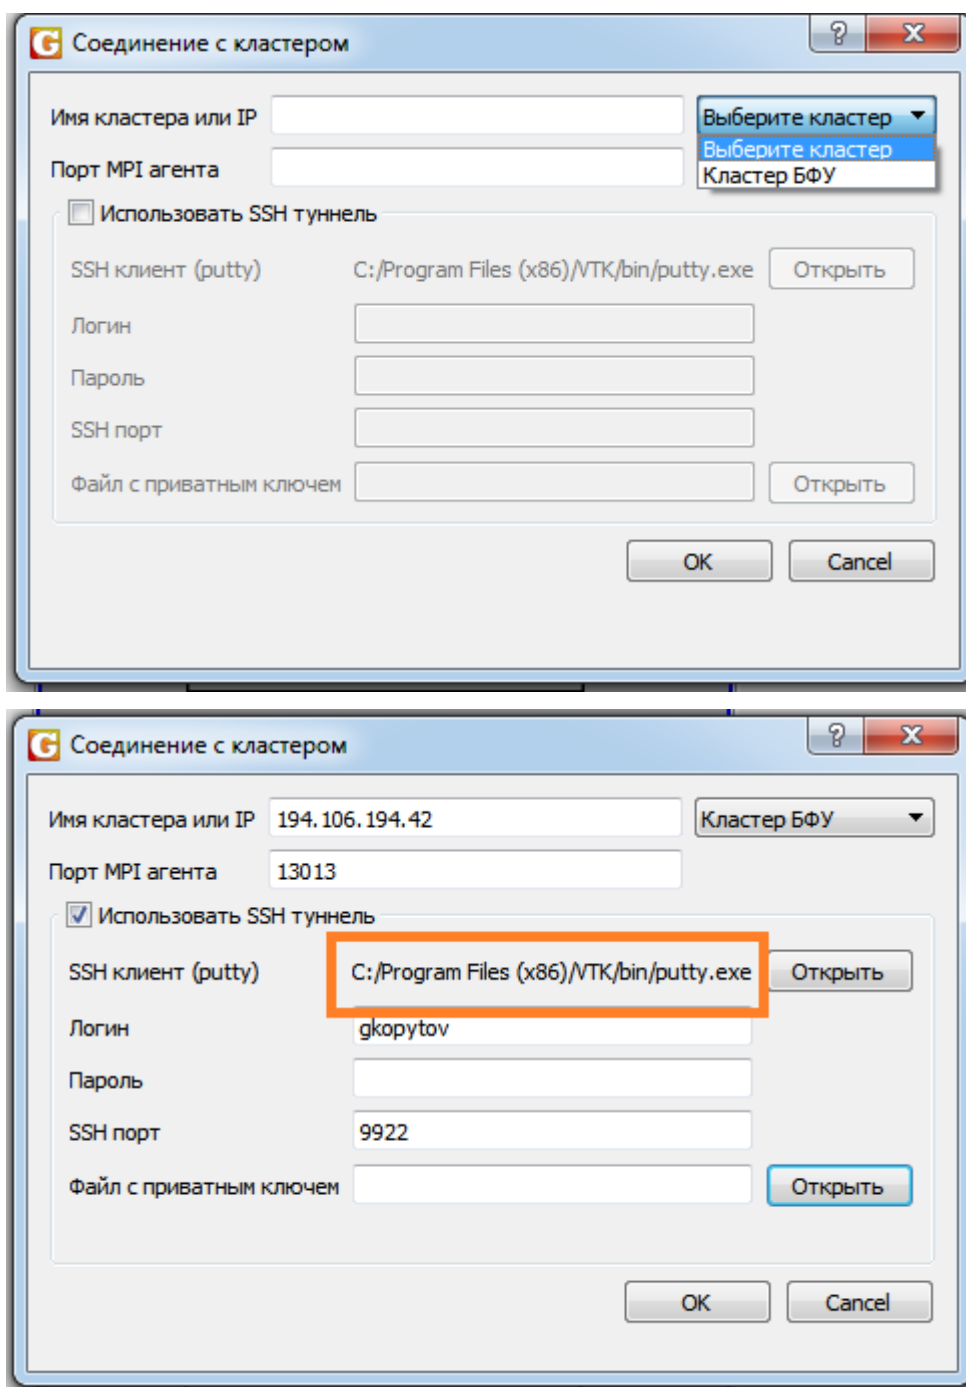 Соединение с кластером
Имя кластера или IP Выберите кластер
Выберите кластер
Порт MPI агента Кластер БФУ
Использовать SSH туннель
SSH клиент (putty) C:/Program Files (x86)/VTK/bin/putty.exe Открыть
Логин
Пароль
SSH порт
Файл с приватным ключем Открыть
OK Cancel
Соединение с кластером
Имя кластера или IP 194.106.194.42 Кластер БФУ
Порт MPI агента 13013
Использовать SSH туннель
SSH клиент (putty) C:/Program Files (x86)/VTK/bin/putty.exe Открыть
Логин gkopytov
Пароль
SSH порт 9922
Файл с приватным ключем Открыть
OK Cancel